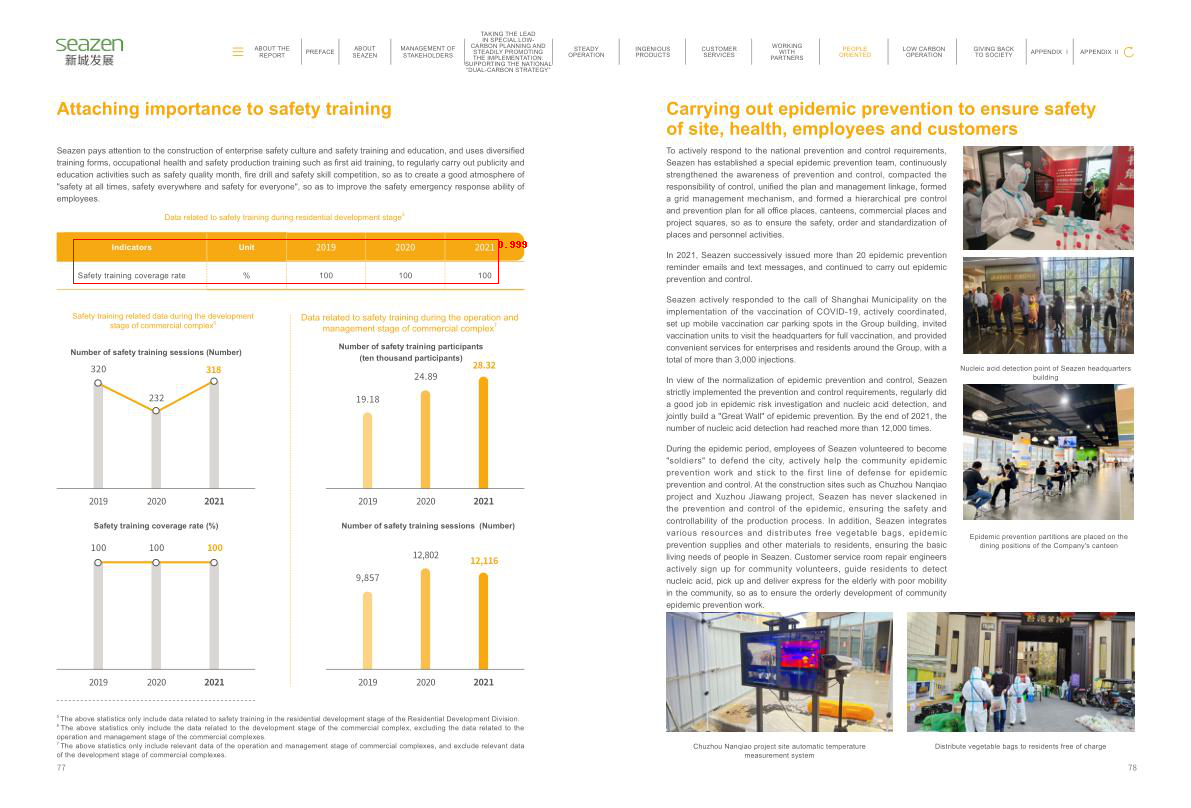 seazen
新城发展
ABOUT THE
REPORT
PREFACE
ABOUT
SEAZEN
MANAGEMENT OF
STAKEHOLDERS
TAKING THE LEAD
IN SPECIAL LOW-
CARBON PLANNING AND
STEADILY PROMOTING
THE IMPLEMENTATION:
SUPPORTING THE NATIONAL
"DUAL-CARBON STRATEGY"
STEADY
OPERATION
INGENIOUS
PRODUCTS
CUSTOMER
SERVICES
WORKING
WITH
PARTNERS
PEOPLE
ORIENTED
LOW CARBON
OPERATION
GIVING BACK
TO SOCIETY
APPENDIX I
APPENDIX II
Attaching importance to safety training
Seazen pays attention to the construction of enterprise safety culture and safety training and education, and uses diversified
training forms, occupational health and safety production training such as first aid training, to regularly carry out publicity and
education activities such as safety quality month, fire drill and safety skill competition, so as to create a good atmosphere of
"safety at all times, safety everywhere and safety for everyone", so as to improve the safety emergency response ability of
employees.
Data related to safety training during residential development stage5
Indicators Unit 2019 2020 2021 0.999
Safety training coverage rate % 100 100 100
Safety training related data during the development
stage of commercial complex6
Number of safety training sessions (Number)
320 232 318
2019 2020 2021
Safety training coverage rate (%)
100 100 100
2019 2020 2021
Data related to safety training during the operation and
management stage of commercial complex7
Number of safety training participants
(ten thousand participants)
19.18 24.89 28.32
2019 2020 2021
Number of safety training sessions (Number)
9,857 12,802 12,116
2019 2020 2021
5 The above statistics only include data related to safety training in the residential development stage of the Residential Development Division.
6 The above statistics only include the data related to the development stage of the commercial complex, excluding the data related to the
operation and management stage of the commercial complexes.
7 The above statistics only include relevant data of the operation and management stage of commercial complexes, and exclude relevant data
of the development stage of commercial complexes.
77
Carrying out epidemic prevention to ensure safety
of site, health, employees and customers
To actively respond to the national prevention and control requirements,
Seazen has established a special epidemic prevention team, continuously
strengthened the awareness of prevention and control, compacted the
responsibility of control, unified the plan and management linkage, formed
a grid management mechanism, and formed a hierarchical pre control
and prevention plan for all office places, canteens, commercial places and
project squares, so as to ensure the safety, order and standardization of
places and personnel activities.
In 2021, Seazen successively issued more than 20 epidemic prevention
reminder emails and text messages, and continued to carry out epidemic
prevention and control.
Seazen actively responded to the call of Shanghai Municipality on the
implementation of the vaccination of COVID-19, actively coordinated,
set up mobile vaccination car parking spots in the Group building, invited
vaccination units to visit the headquarters for full vaccination, and provided
convenient services for enterprises and residents around the Group, with a
total of more than 3,000 injections.
In view of the normalization of epidemic prevention and control, Seazen
strictly implemented the prevention and control requirements, regularly did
a good job in epidemic risk investigation and nucleic acid detection, and
jointly build a "Great Wall" of epidemic prevention. By the end of 2021, the
number of nucleic acid detection had reached more than 12,000 times.
During the epidemic period, employees of Seazen volunteered to become
"soldiers" to defend the city, actively help the community epidemic
prevention work and stick to the first line of defense for epidemic
prevention and control. At the construction sites such as Chuzhou Nanqiao
project and Xuzhou Jiawang project, Seazen has never slackened in
the prevention and control of the epidemic, ensuring the safety and
controllability of the production process. In addition, Seazen integrates
various resources and distributes free vegetable bags, epidemic
prevention supplies and other materials to residents, ensuring the basic
living needs of people in Seazen. Customer service room repair engineers
actively sign up for community volunteers, guide residents to detect
nucleic acid, pick up and deliver express for the elderly with poor mobility
in the community, so as to ensure the orderly development of community
epidemic prevention work.
Nucleic acid detection point of Seazen headquarters
building
Epidemic prevention partitions are placed on the
dining positions of the Company's canteen
Chuzhou Nanqiao project site automatic temperature
measurement system
Distribute vegetable bags to residents free of charge
78